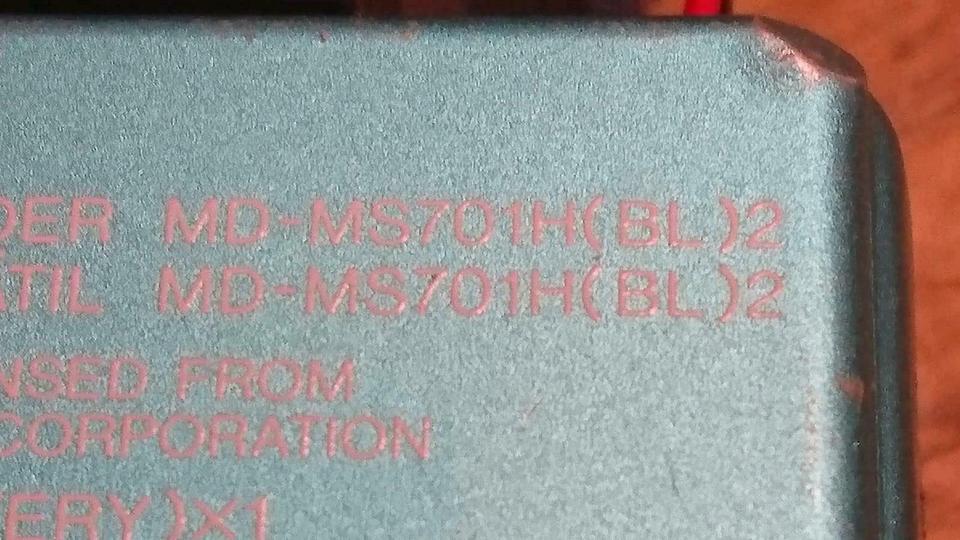 DER MD-MS701H(BL)2
ATIL MD-MS701H(BL)2
NSED FROM
CORPORATION
ERY)X1